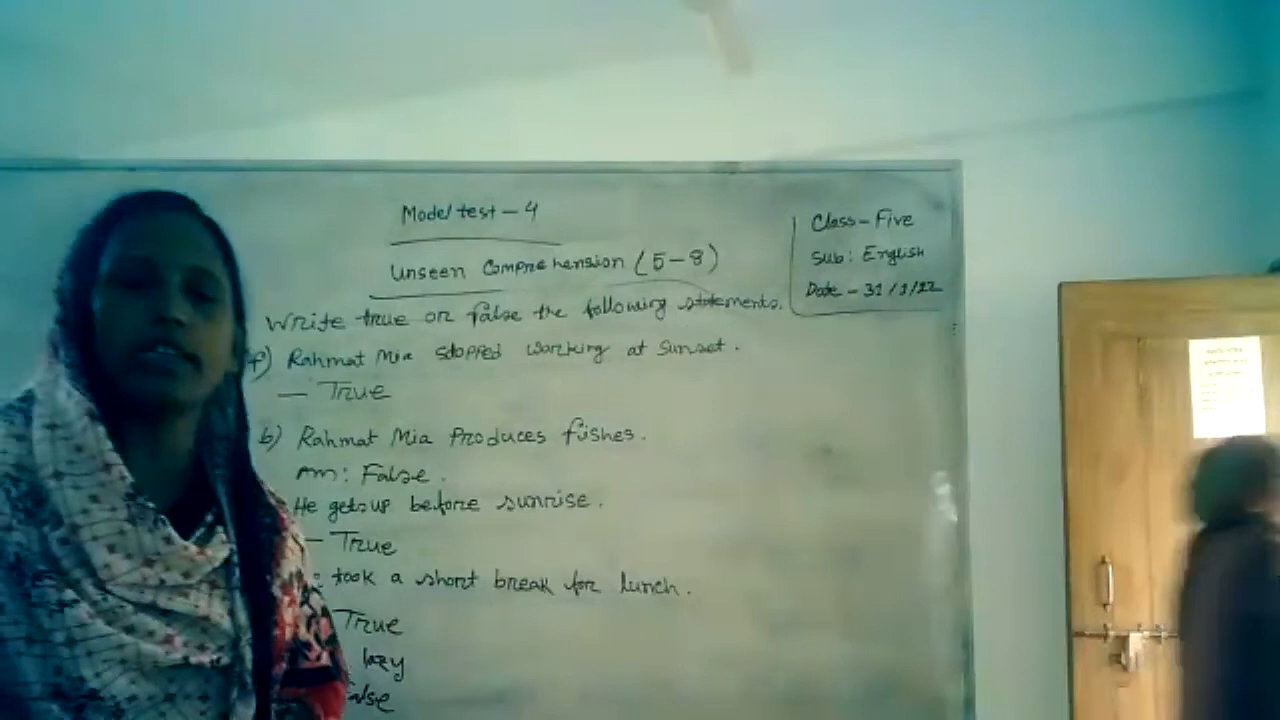 Model test - 4
Unseen Comprehension (5-8)
Class - Five
Sub: English
Date - 31/1/22
Write true or false the following statements.
Rahmat Mia stopped working at sunset.
- True
b) Rahmat Mia Produces fishes.
Ans: False.
He gets up before sunrise.
- True
took a short break for lunch.
True
lazy